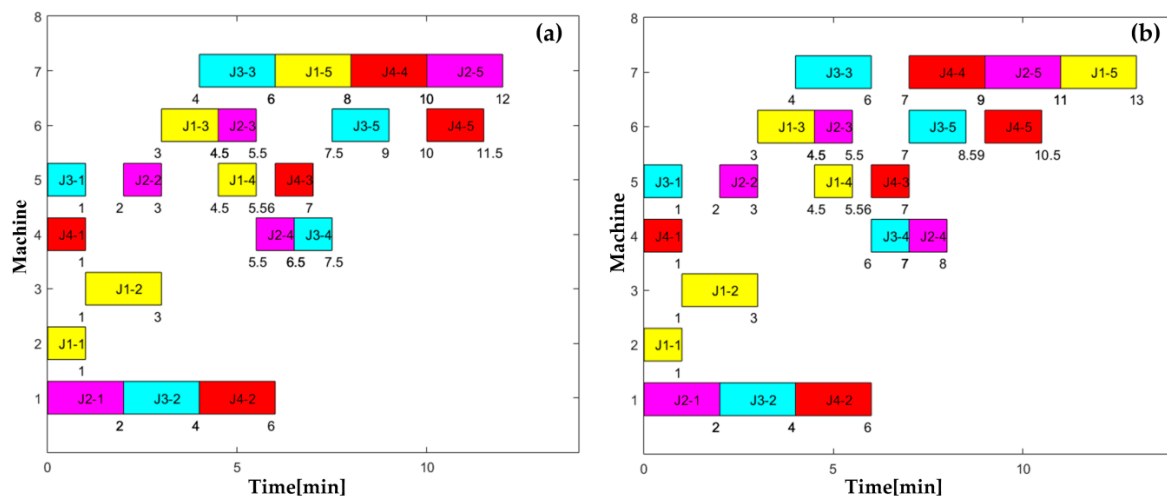 (a)
8
7
J3-3
J1-5
J4-4
J2-5
4
6
8
10
12
6
J1-3
J2-3
J3-5
J4-5
3
4.5
5.5
7.5
9
10
11.5
5
J3-1
J2-2
J1-4
J4-3
1
2
3
4.5
5.56
7
4
J4-1
J2-4
J3-4
1
5.5
6.5
7.5
3
J1-2
1
3
2
J1-1
1
1
J2-1
J3-2
J4-2
2
4
6
0
5
10
Machine
Time[min]
(b)
8
7
J3-3
J4-4
J2-5
J1-5
4
6
7
9
11
13
6
J1-3
J2-3
J3-5
J4-5
3
4.5
5.5
7
8.59
10.5
5
J3-1
J2-2
J1-4
J4-3
1
2
3
4.5
5.56
7
4
J4-1
J3-4
J2-4
1
6
7
8
3
J1-2
1
3
2
J1-1
1
1
J2-1
J3-2
J4-2
2
4
6
0
5
10
Machine
Time[min]